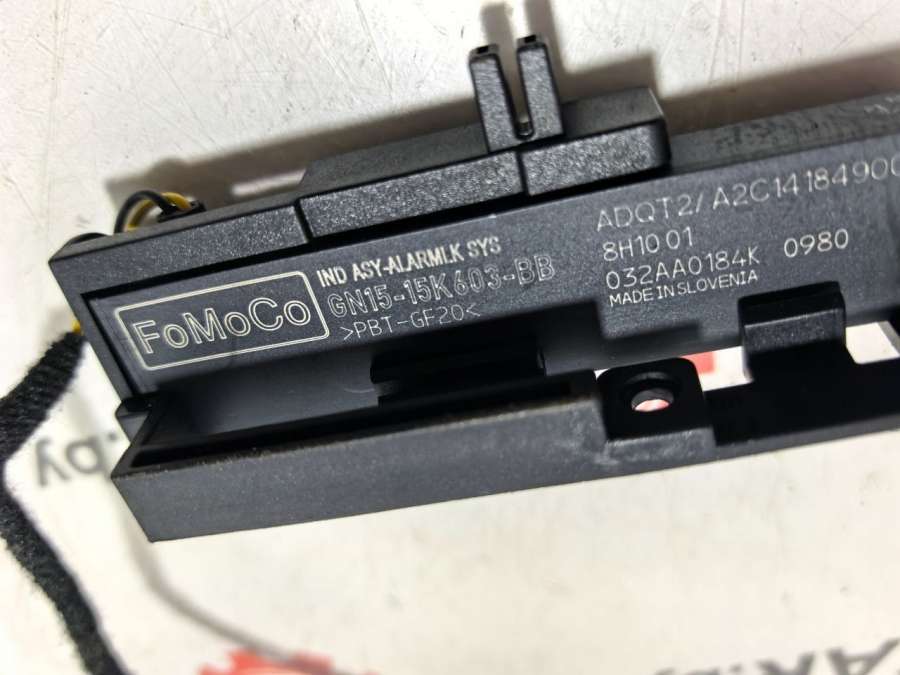 FoMoCo
IND ASY-ALARMLK SYS
GN15-15K603-BB
>PBT-GF20<
ADQT2/A2C14184900
8H10 01
032AA0184K 0980
MADE IN SLOVENIA
.by